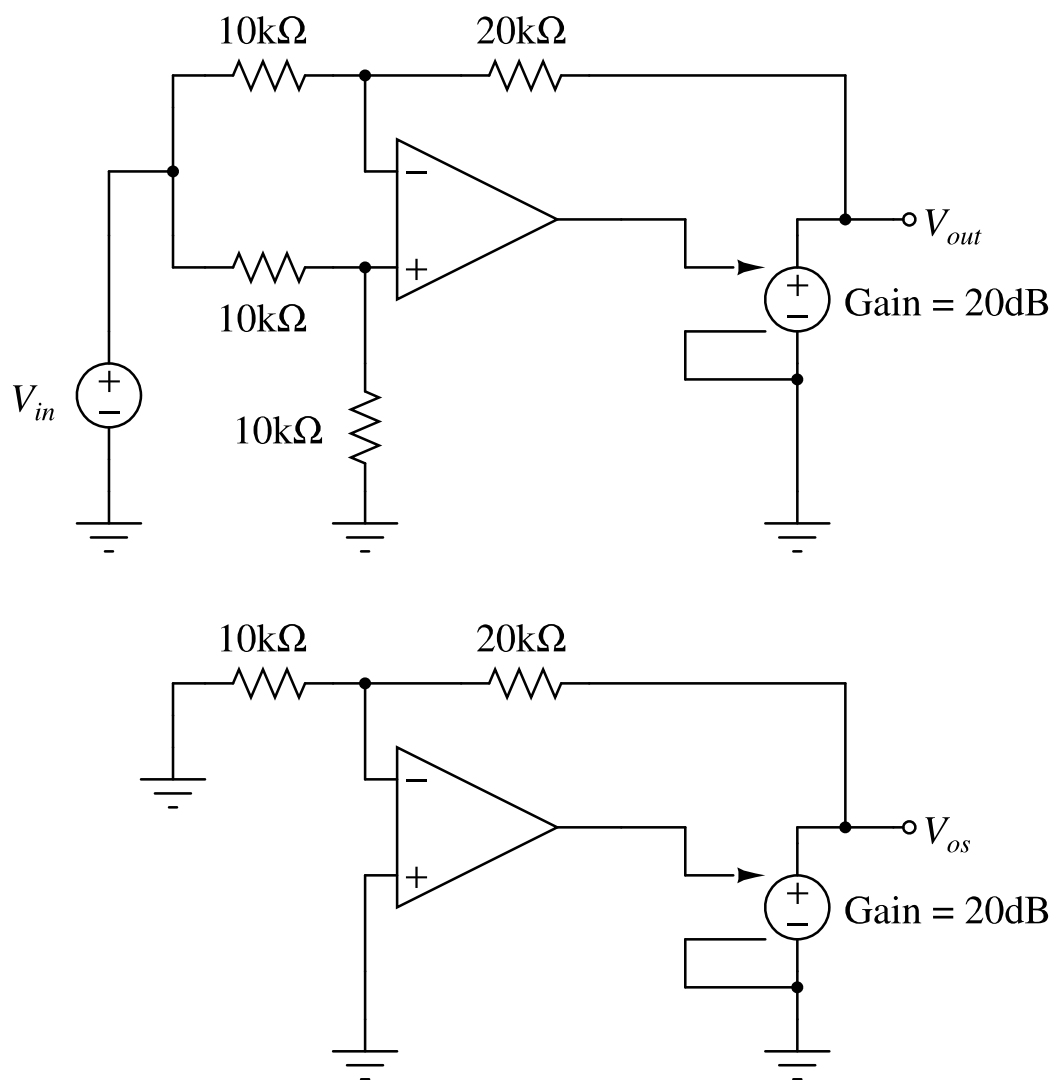 10kΩ
20kΩ
−
V_out
+
+
10kΩ
−
Gain = 20dB
V_in
+
−
10kΩ
10kΩ
20kΩ
−
V_os
+
+
−
Gain = 20dB